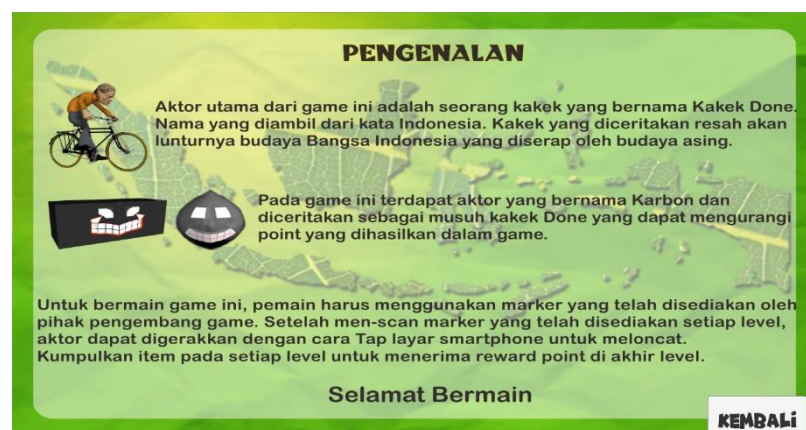 PENGENALAN
Aktor utama dari game ini adalah seorang kakek yang bernama Kakek Done.
Nama yang diambil dari kata Indonesia. Kakek yang diceritakan resah akan
lunturnya budaya Bangsa Indonesia yang diserap oleh budaya asing.
Pada game ini terdapat aktor yang bernama Karbon dan
diceritakan sebagai musuh kakek Done yang dapat mengurangi
point yang dihasilkan dalam game.
Untuk bermain game ini, pemain harus menggunakan marker yang telah disediakan oleh
pihak pengembang game. Setelah men-scan marker yang telah disediakan setiap level,
aktor dapat digerakkan dengan cara Tap layar smartphone untuk meloncat.
Kumpulkan item pada setiap level untuk menerima reward point di akhir level.
Selamat Bermain
KEMBALi